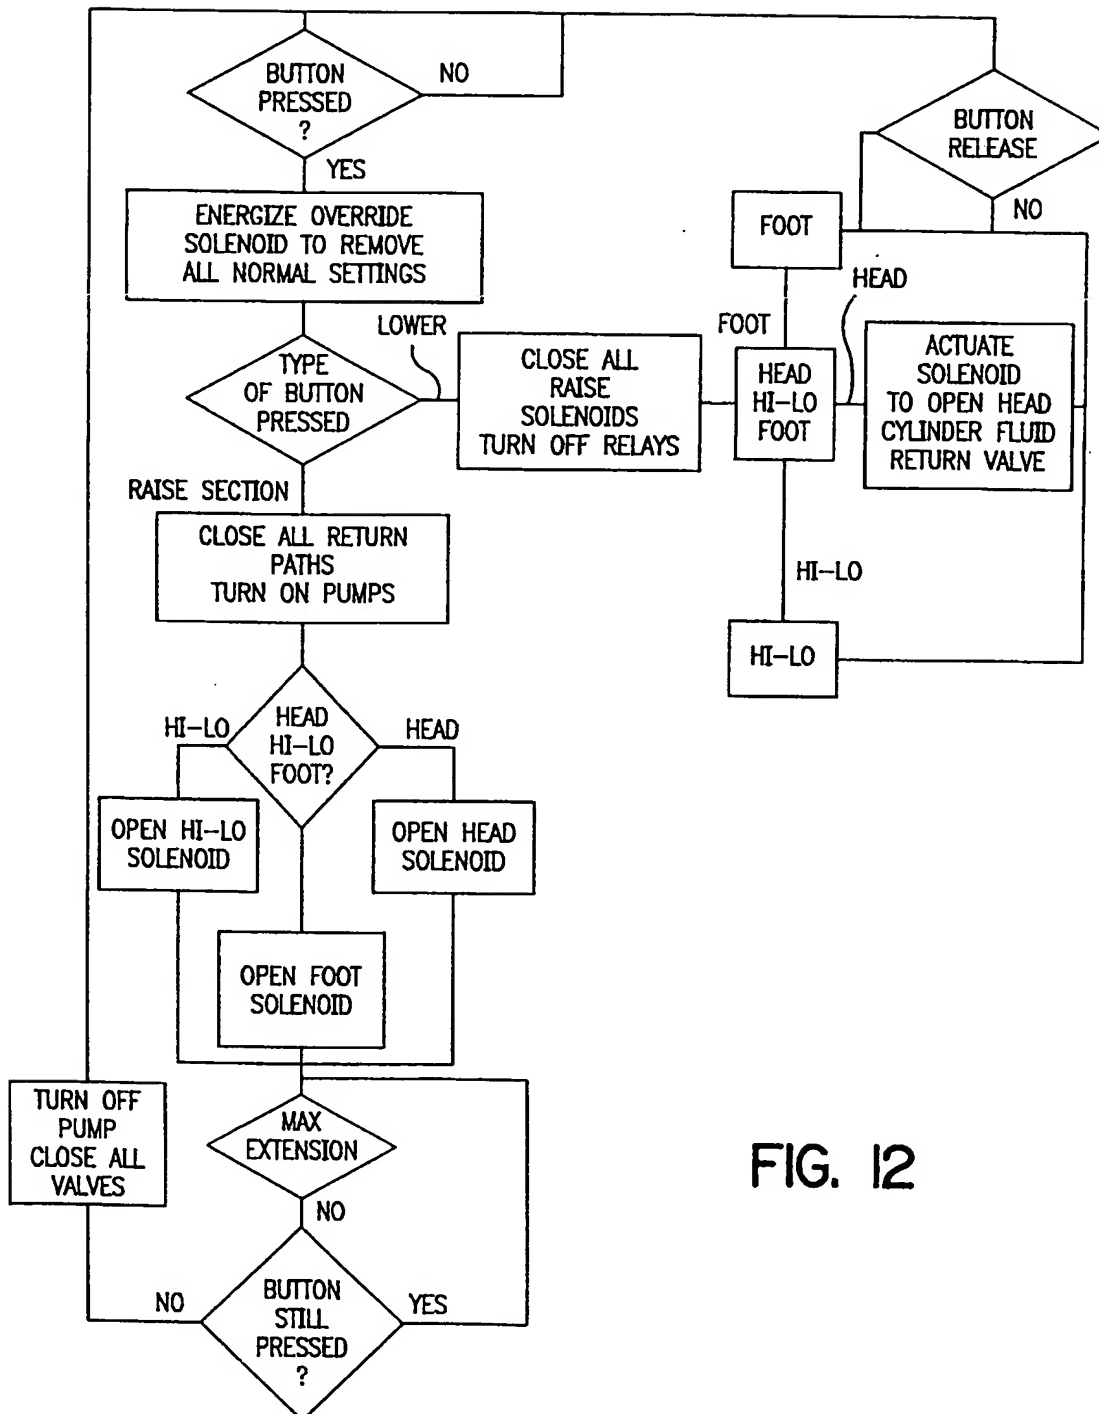 BUTTON
PRESSED
?
NO
YES
BUTTON
RELEASE
NO
ENERGIZE OVERRIDE
SOLENOID TO REMOVE
ALL NORMAL SETTINGS
FOOT
HEAD
LOWER
FOOT
TYPE
OF BUTTON
PRESSED
CLOSE ALL
RAISE
SOLENOIDS
TURN OFF RELAYS
HEAD
HI-LO
FOOT
ACTUATE
SOLENOID
TO OPEN HEAD
CYLINDER FLUID
RETURN VALVE
RAISE SECTION
CLOSE ALL RETURN
PATHS
TURN ON PUMPS
HI-LO
HI-LO
HI-LO
HEAD
HI-LO
FOOT?
HEAD
OPEN HI-LO
SOLENOID
OPEN HEAD
SOLENOID
OPEN FOOT
SOLENOID
TURN OFF
PUMP
CLOSE ALL
VALVES
MAX
EXTENSION
NO
NO
BUTTON
STILL
PRESSED
?
YES
FIG. 12